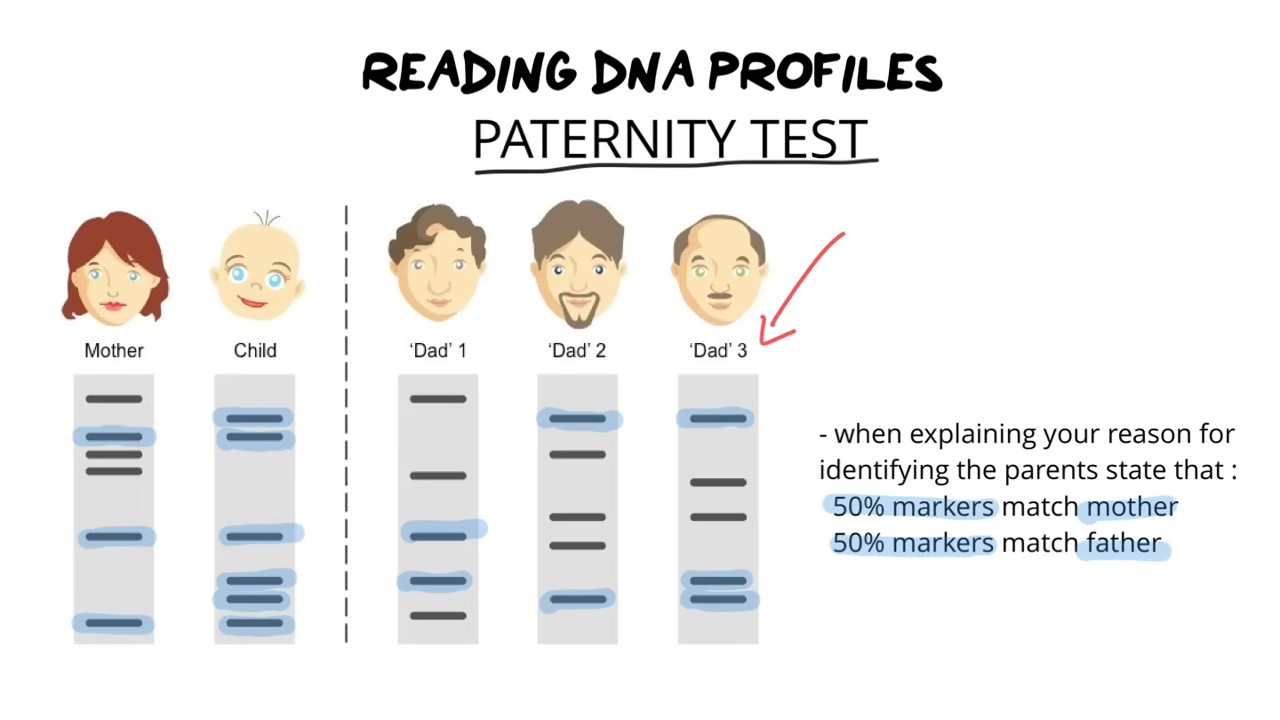 READING DNA PROFILES
PATERNITY TEST
Mother
Child
‘Dad’ 1
‘Dad’ 2
‘Dad’ 3
- when explaining your reason for
identifying the parents state that :
50% markers match mother
50% markers match father